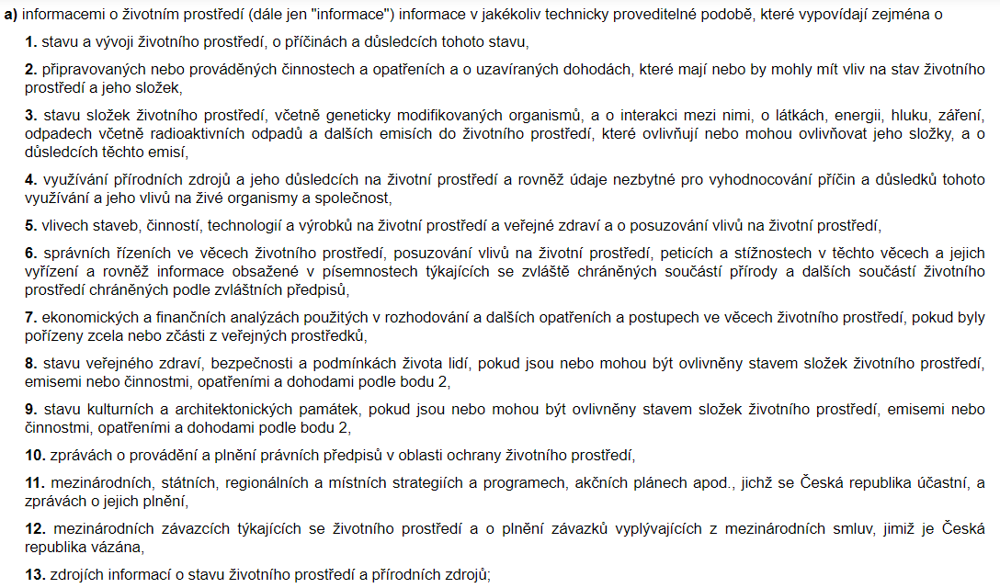 a) informacemi o životním prostředí (dále jen "informace") informace v jakékoliv technicky proveditelné podobě, které vypovídají zejména o
1. stavu a vývoji životního prostředí, o příčinách a důsledcích tohoto stavu,
2. připravovaných nebo prováděných činnostech a opatřeních a o uzavíraných dohodách, které mají nebo by mohly mít vliv na stav životního
prostředí a jeho složek,
3. stavu složek životního prostředí, včetně geneticky modifikovaných organismů, a o interakci mezi nimi, o látkách, energii, hluku, záření,
odpadech včetně radioaktivních odpadů a dalších emisích do životního prostředí, které ovlivňují nebo mohou ovlivňovat jeho složky, a o
důsledcích těchto emisí,
4. využívání přírodních zdrojů a jeho důsledcích na životní prostředí a rovněž údaje nezbytné pro vyhodnocování příčin a důsledků tohoto
využívání a jeho vlivů na živé organismy a společnost,
5. vlivech staveb, činností, technologií a výrobků na životní prostředí a veřejné zdraví a o posuzování vlivů na životní prostředí,
6. správních řízeních ve věcech životního prostředí, posuzování vlivů na životní prostředí, peticích a stížnostech v těchto věcech a jejich
vyřízení a rovněž informace obsažené v písemnostech týkajících se zvláště chráněných součástí přírody a dalších součástí životního
prostředí chráněných podle zvláštních předpisů,
7. ekonomických a finančních analýzách použitých v rozhodování a dalších opatřeních a postupech ve věcech životního prostředí, pokud byly
pořízeny zcela nebo zčásti z veřejných prostředků,
8. stavu veřejného zdraví, bezpečnosti a podmínkách života lidí, pokud jsou nebo mohou být ovlivněny stavem složek životního prostředí,
emisemi nebo činnostmi, opatřeními a dohodami podle bodu 2,
9. stavu kulturních a architektonických památek, pokud jsou nebo mohou být ovlivněny stavem složek životního prostředí, emisemi nebo
činnostmi, opatřeními a dohodami podle bodu 2,
10. zprávách o provádění a plnění právních předpisů v oblasti ochrany životního prostředí,
11. mezinárodních, státních, regionálních a místních strategiích a programech, akčních plánech apod., jichž se Česká republika účastní, a
zprávách o jejich plnění,
12. mezinárodních závazcích týkajících se životního prostředí a o plnění závazků vyplývajících z mezinárodních smluv, jimiž je Česká
republika vázána,
13. zdrojích informací o stavu životního prostředí a přírodních zdrojů;